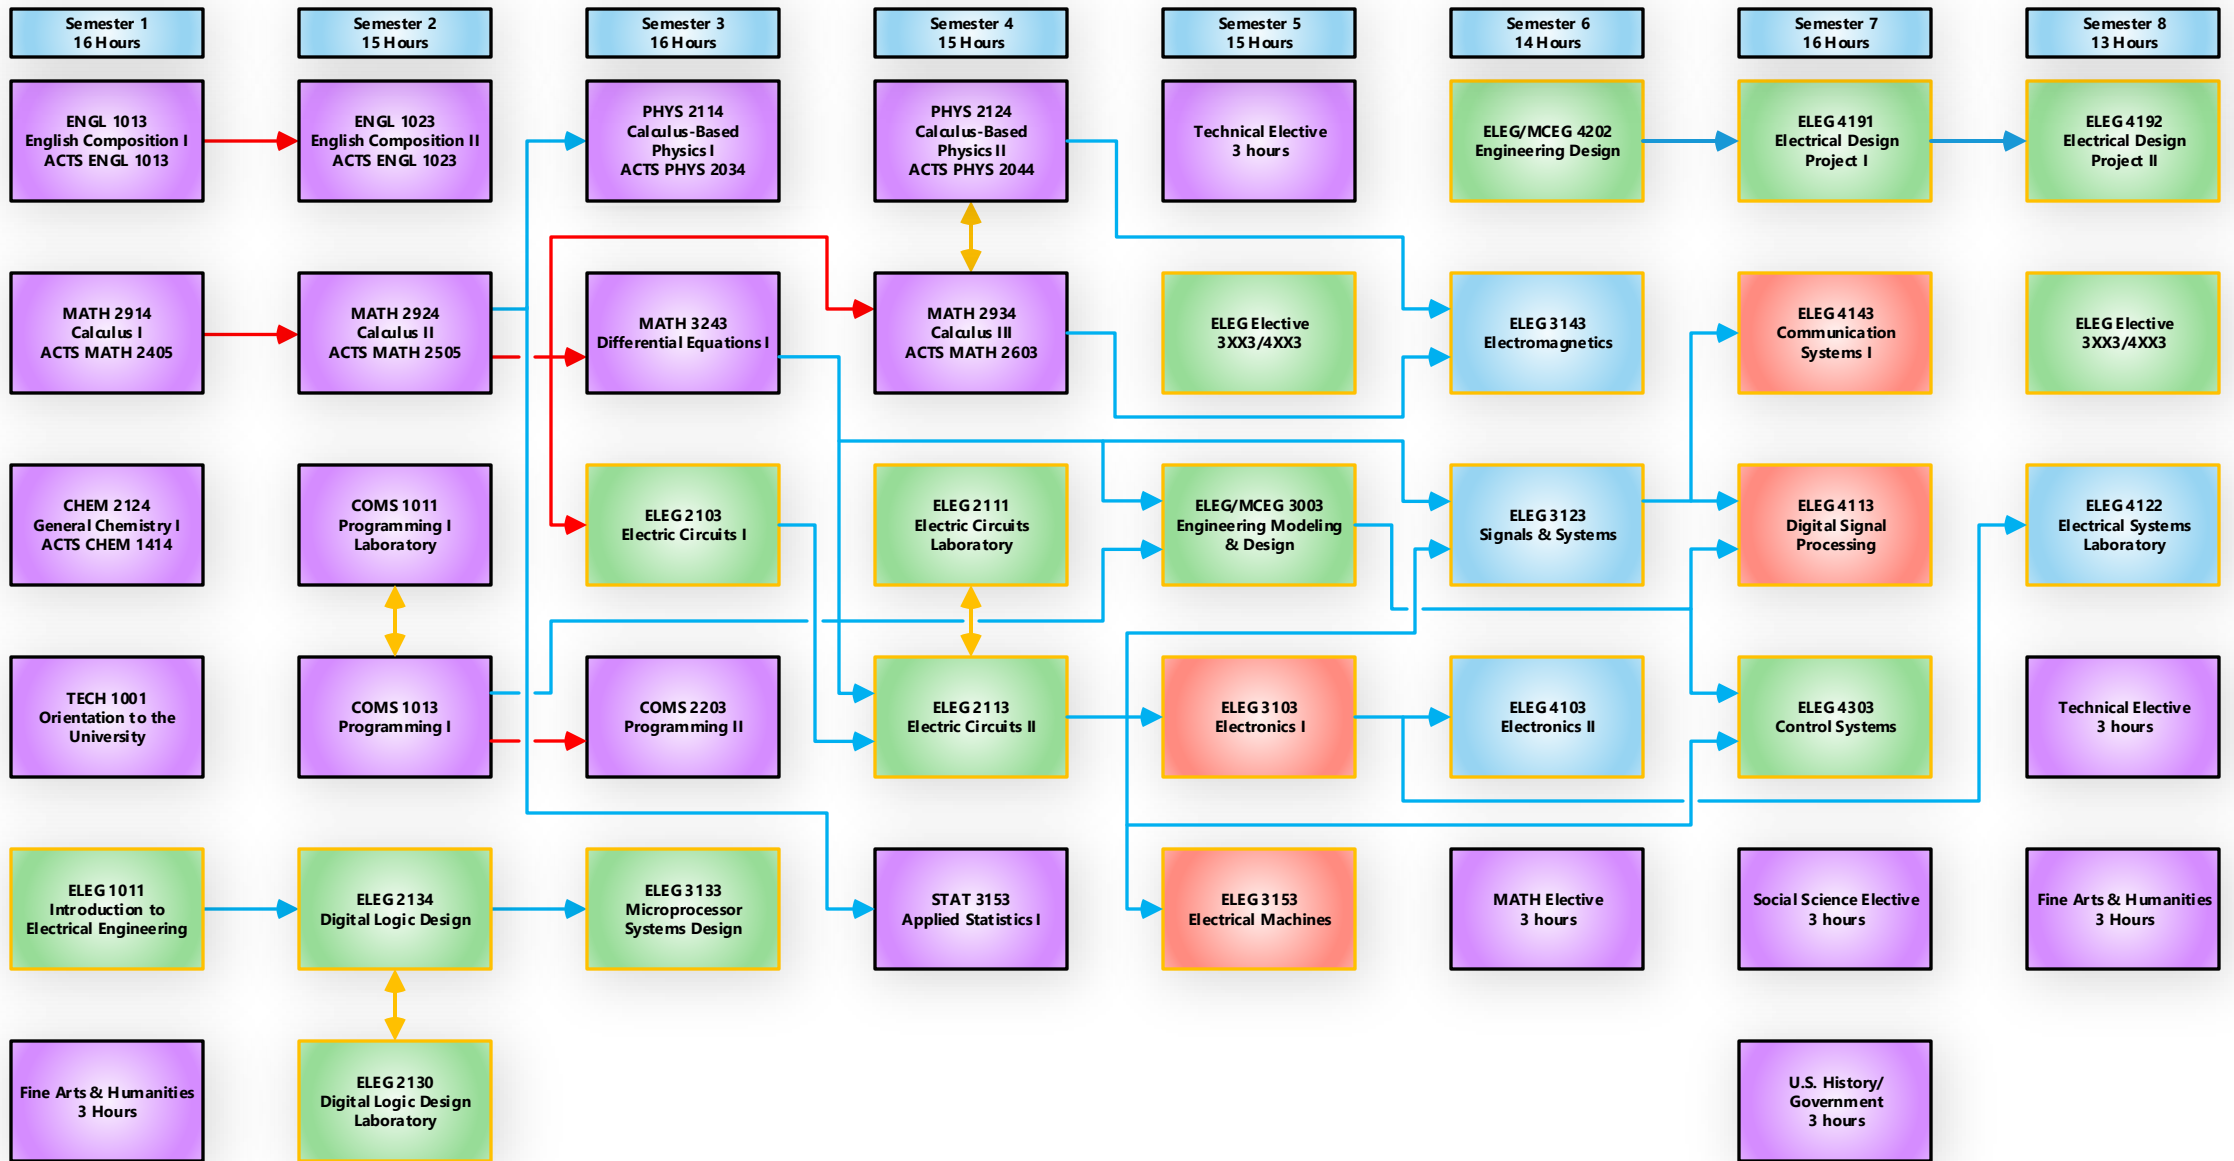 Semester 1
16 Hours
Semester 2
15 Hours
Semester 3
16 Hours
Semester 4
15 Hours
Semester 5
15 Hours
Semester 6
14 Hours
Semester 7
16 Hours
Semester 8
13 Hours
ENGL 1013
English Composition I
ACTS ENGL 1013
ENGL 1023
English Composition II
ACTS ENGL 1023
PHYS 2114
Calculus-Based
Physics I
ACTS PHYS 2034
PHYS 2124
Calculus-Based
Physics II
ACTS PHYS 2044
Technical Elective
3 hours
ELEG/MCEG 4202
Engineering Design
ELEG 4191
Electrical Design
Project I
ELEG 4192
Electrical Design
Project II
MATH 2914
Calculus I
ACTS MATH 2405
MATH 2924
Calculus II
ACTS MATH 2505
MATH 3243
Differential Equations I
MATH 2934
Calculus III
ACTS MATH 2603
ELEG Elective
3XX3/4XX3
ELEG 3143
Electromagnetics
ELEG 4143
Communication
Systems I
ELEG Elective
3XX3/4XX3
CHEM 2124
General Chemistry I
ACTS CHEM 1414
COMS 1011
Programming I
Laboratory
ELEG 2103
Electric Circuits I
ELEG 2111
Electric Circuits
Laboratory
ELEG/MCEG 3003
Engineering Modeling
& Design
ELEG 3123
Signals & Systems
ELEG 4113
Digital Signal
Processing
ELEG 4122
Electrical Systems
Laboratory
TECH 1001
Orientation to the
University
COMS 1013
Programming I
COMS 2203
Programming II
ELEG 2113
Electric Circuits II
ELEG 3103
Electronics I
ELEG 4103
Electronics II
ELEG 4303
Control Systems
Technical Elective
3 hours
ELEG 1011
Introduction to
Electrical Engineering
ELEG 2134
Digital Logic Design
ELEG 3133
Microprocessor
Systems Design
STAT 3153
Applied Statistics I
ELEG 3153
Electrical Machines
MATH Elective
3 hours
Social Science Elective
3 hours
Fine Arts & Humanities
3 Hours
Fine Arts & Humanities
3 Hours
ELEG 2130
Digital Logic Design
Laboratory
U.S. History/
Government
3 hours